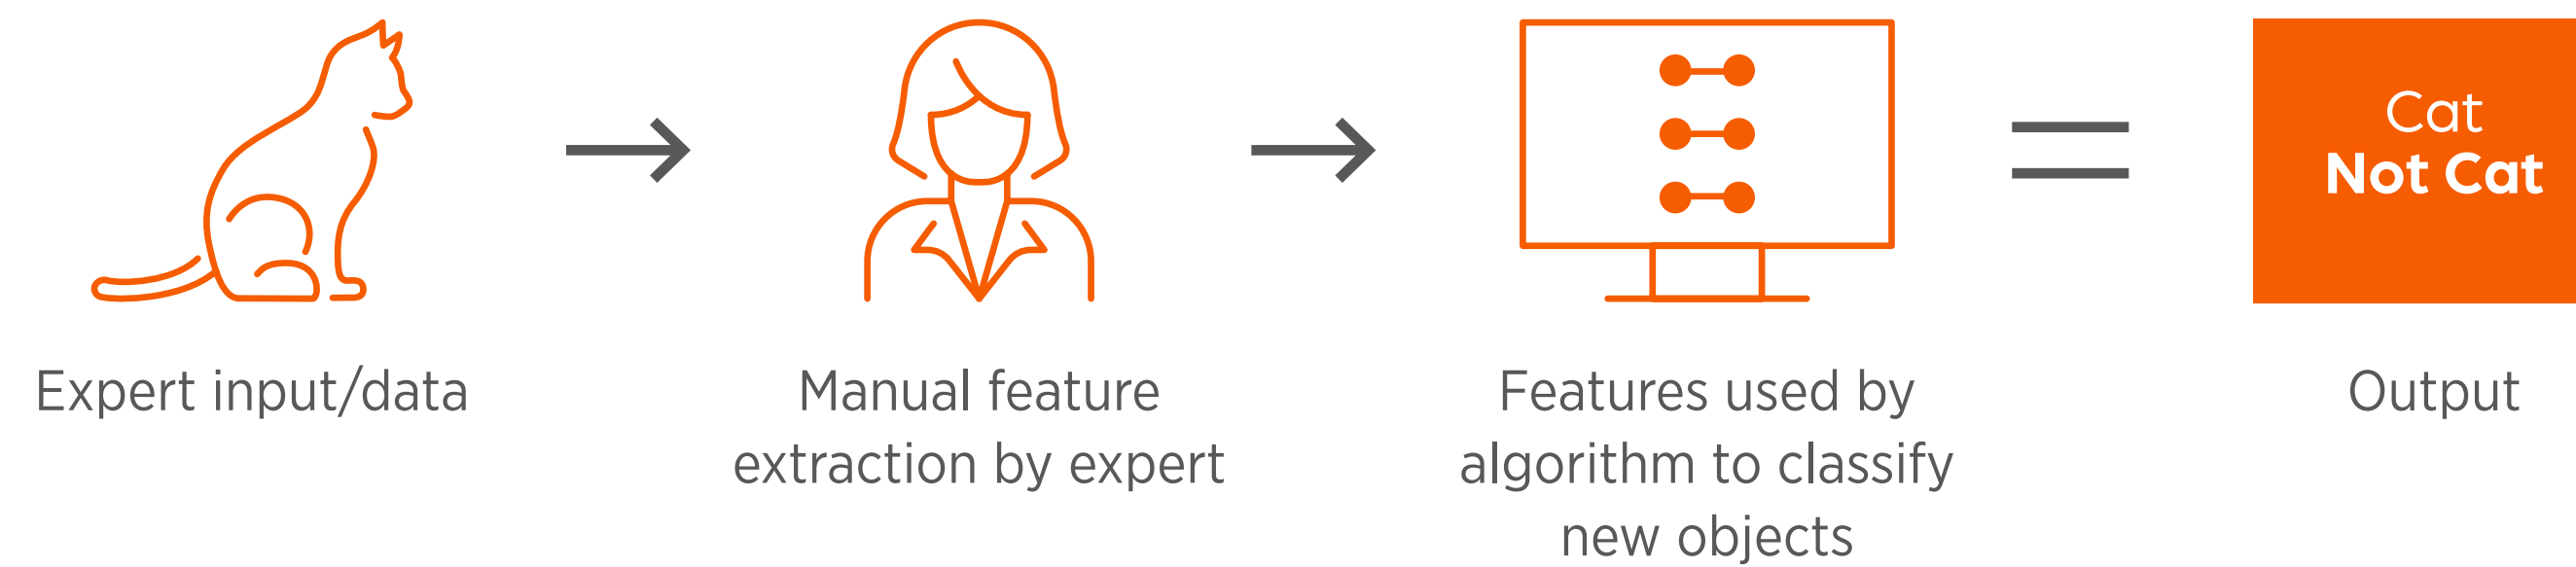 Cat
Not Cat
Expert input/data
Manual feature
extraction by expert
Features used by
algorithm to classify
new objects
Output